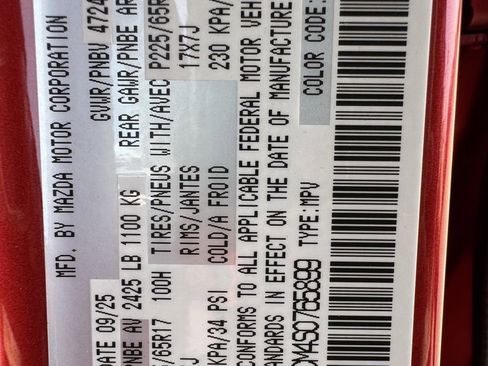 MFD. BY MAZDA MOTOR CORPORATION
DATE 09/25 GVWR/PNBV 4724
PNBE AV 2425 LB 1100 KG REAR GAWR/PNBE AR
/65R17 100H TIRES/PNEUS WITH/AVEC P225/65R
J RIMS/JANTES 17X7J
KPA/34 PSI COLD/A FROID 230 KPA/
CONFORMS TO ALL APPLICABLE FEDERAL MOTOR VEH
ANDARDS IN EFFECT ON THE DATE OF MANUFACTURE
CM4S0765899 TYPE: MPV COLOR CODE: